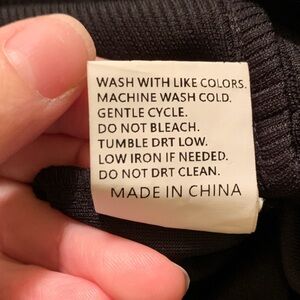 WASH WITH LIKE COLORS.
MACHINE WASH COLD.
GENTLE CYCLE.
DO NOT BLEACH.
TUMBLE DRT LOW.
LOW IRON IF NEEDED.
DO NOT DRT CLEAN.
MADE IN CHINA